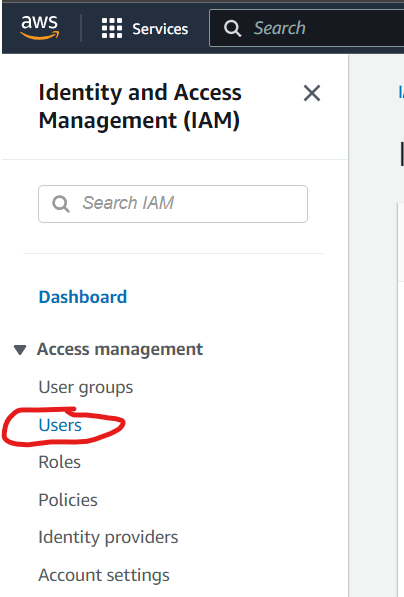 aws
Services
Search
Identity and Access
Management (IAM)
Search IAM
Dashboard
Access management
User groups
Users
Roles
Policies
Identity providers
Account settings